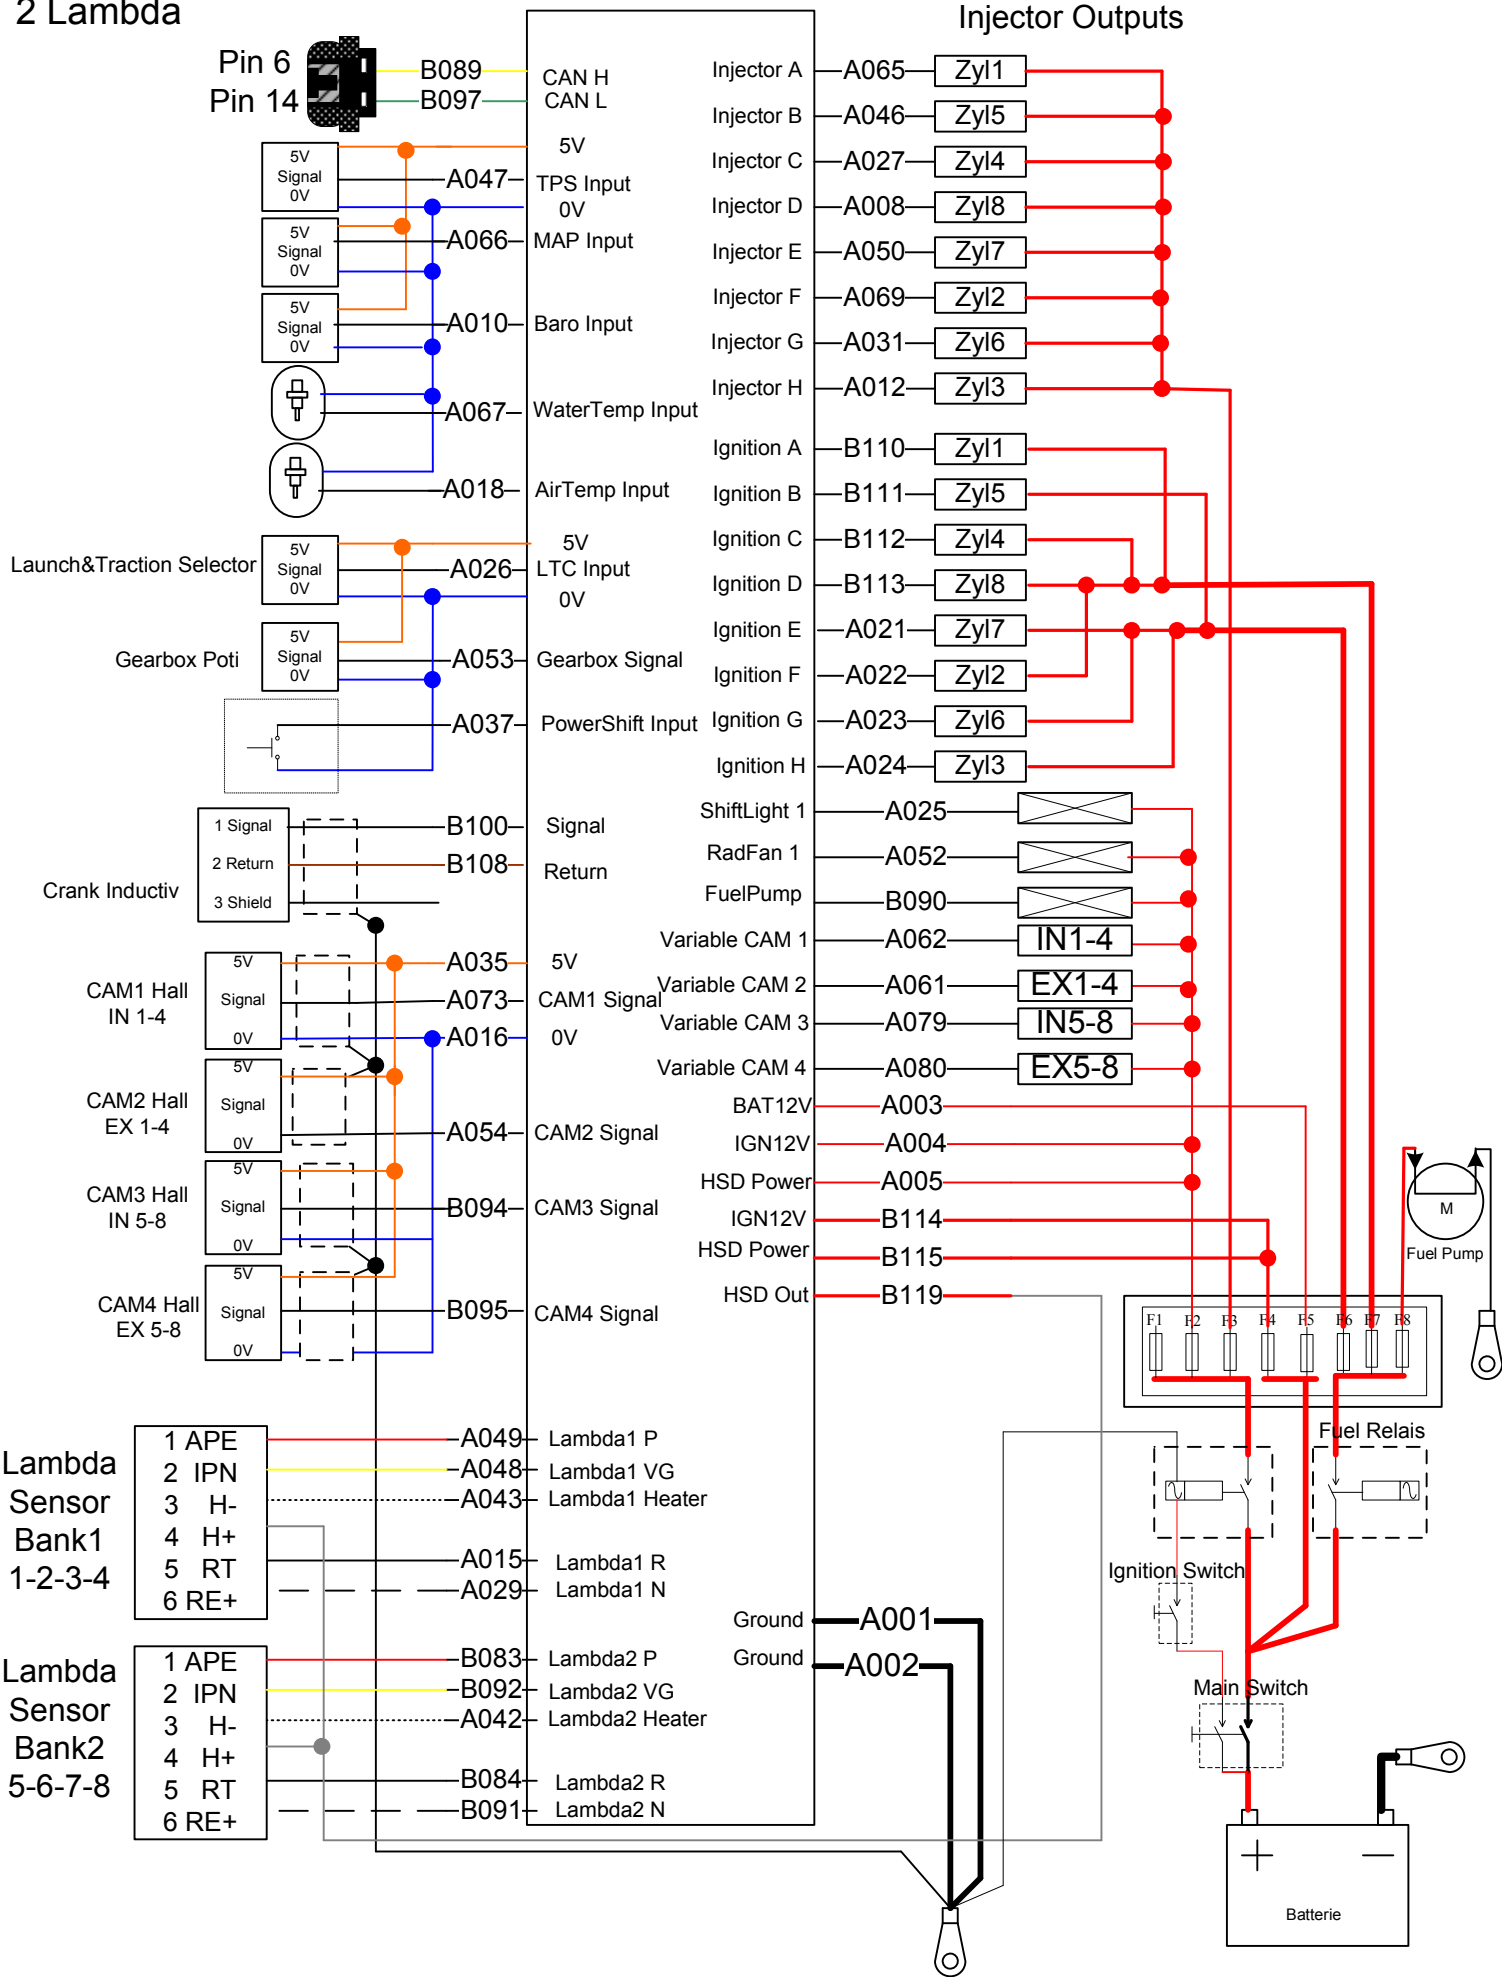 2 Lambda
Injector Outputs
Pin 6
Pin 14
B089
B097
CAN H
CAN L
5V
Signal
0V
A047
5V
TPS Input
0V
5V
Signal
0V
A066
MAP Input
5V
Signal
0V
A010
Baro Input
A067
WaterTemp Input
A018
AirTemp Input
Launch&Traction Selector
5V
Signal
0V
A026
5V
LTC Input
0V
Gearbox Poti
5V
Signal
0V
A053
Gearbox Signal
A037
PowerShift Input
Crank Inductiv
1 Signal
2 Return
3 Shield
B100
B108
Signal
Return
CAM1 Hall
IN 1-4
5V
Signal
0V
A035
A073
A016
5V
CAM1 Signal
0V
CAM2 Hall
EX 1-4
5V
Signal
0V
A054
CAM2 Signal
CAM3 Hall
IN 5-8
5V
Signal
0V
B094
CAM3 Signal
CAM4 Hall
EX 5-8
5V
Signal
0V
B095
CAM4 Signal
Lambda
Sensor
Bank1
1-2-3-4
1 APE
2 IPN
3 H-
4 H+
5 RT
6 RE+
A049
A048
A043
A015
A029
Lambda1 P
Lambda1 VG
Lambda1 Heater
Lambda1 R
Lambda1 N
Lambda
Sensor
Bank2
5-6-7-8
1 APE
2 IPN
3 H-
4 H+
5 RT
6 RE+
B083
B092
A042
B084
B091
Lambda2 P
Lambda2 VG
Lambda2 Heater
Lambda2 R
Lambda2 N
Injector A A065 Zyl1
Injector B A046 Zyl5
Injector C A027 Zyl4
Injector D A008 Zyl8
Injector E A050 Zyl7
Injector F A069 Zyl2
Injector G A031 Zyl6
Injector H A012 Zyl3
Ignition A B110 Zyl1
Ignition B B111 Zyl5
Ignition C B112 Zyl4
Ignition D B113 Zyl8
Ignition E A021 Zyl7
Ignition F A022 Zyl2
Ignition G A023 Zyl6
Ignition H A024 Zyl3
ShiftLight 1 A025
RadFan 1 A052
FuelPump B090
Variable CAM 1 A062 IN1-4
Variable CAM 2 A061 EX1-4
Variable CAM 3 A079 IN5-8
Variable CAM 4 A080 EX5-8
BAT12V A003
IGN12V A004
HSD Power A005
IGN12V B114
HSD Power B115
HSD Out B119
M
Fuel Pump
F1 F2 F3 F4 F5 F6 F7 F8
Fuel Relais
Ignition Switch
Ground A001
Ground A002
Main Switch
Batterie